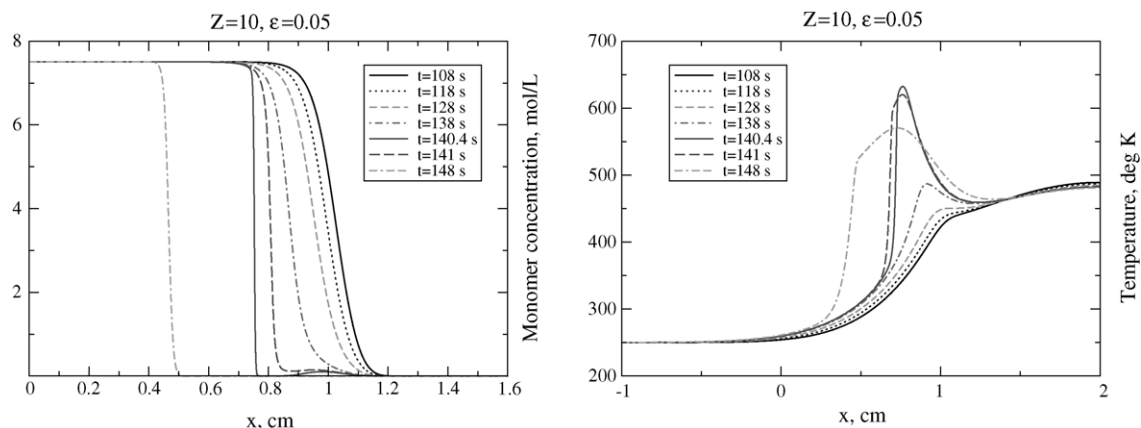 Z=10, ε=0.05
8
6
4
2
0 0.2 0.4 0.6 0.8 1 1.2 1.4 1.6
x, cm
Monomer concentration, mol/L
t=108 s
t=118 s
t=128 s
t=138 s
t=140.4 s
t=141 s
t=148 s
Z=10, ε=0.05
700
600
500
400
300
200
-1 0 1 2
x, cm
Temperature, deg K
t=108 s
t=118 s
t=128 s
t=138 s
t=140.4 s
t=141 s
t=148 s